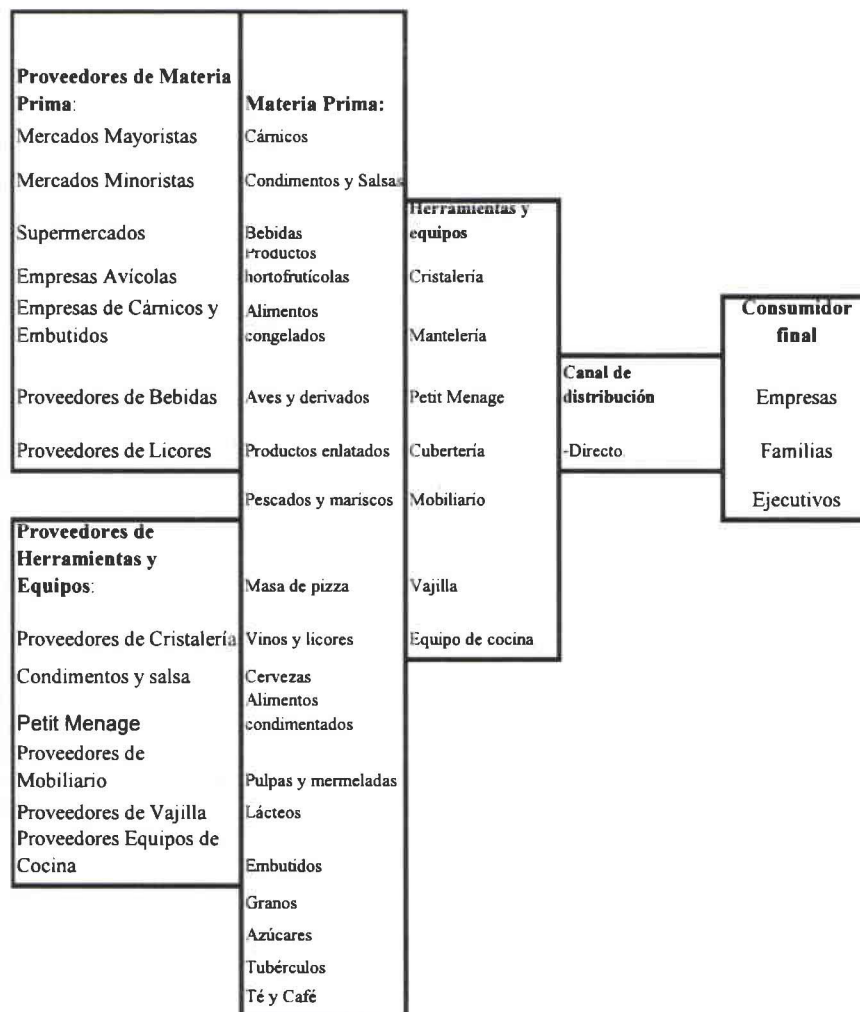 Proveedores de Materia
Prima:
Mercados Mayoristas
Mercados Minoristas
Supermercados
Empresas Avícolas
Empresas de Cárnicos y
Embutidos
Proveedores de Bebidas
Proveedores de Licores
Proveedores de
Herramientas y
Equipos:
Proveedores de Cristalería
Condimentos y salsa
Petit Menage
Proveedores de
Mobiliario
Proveedores de Vajilla
Proveedores Equipos de
Cocina
Materia Prima:
Cárnicos
Condimentos y Salsas
Bebidas
Productos
hortofrutícolas
Alimentos
congelados
Aves y derivados
Productos enlatados
Pescados y mariscos
Masa de pizza
Vinos y licores
Cervezas
Alimentos
condimentados
Pulpas y mermeladas
Lácteos
Embutidos
Granos
Azúcares
Tubérculos
Té y Café
Herramientas y
equipos
Cristalería
Mantelería
Petit Menage
Cubertería
Mobiliario
Vajilla
Equipo de cocina
Canal de
distribución
-Directo
Consumidor
final
Empresas
Familias
Ejecutivos